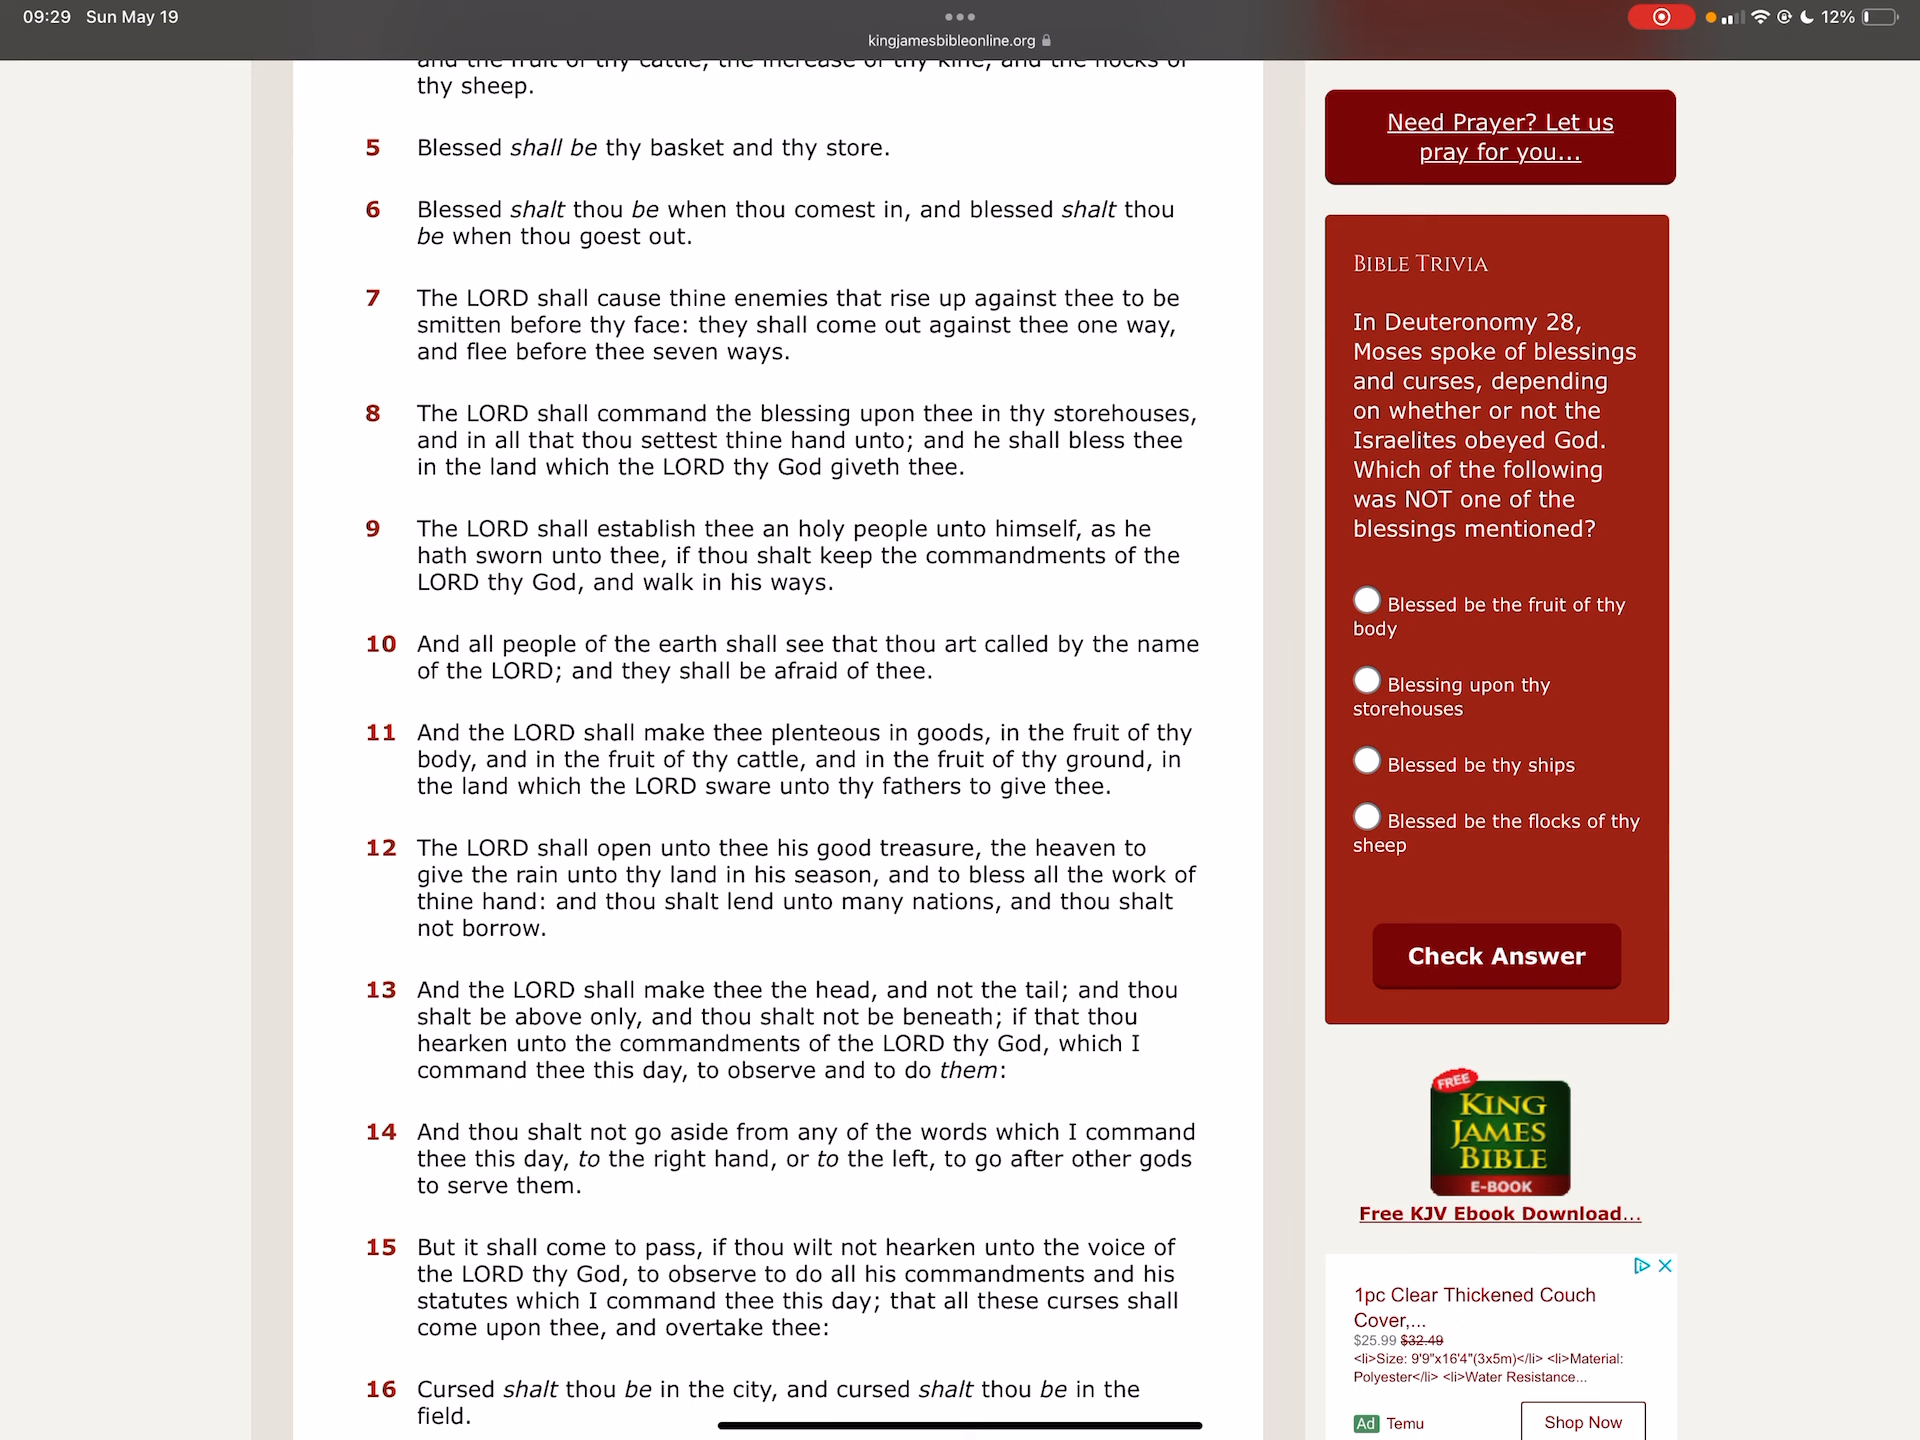 09:29 Sun May 19
kingjamesbibleonline.org
12%
and the fruit of thy cattle, the increase of thy kine, and the flocks of
thy sheep.
5 Blessed shall be thy basket and thy store.
6 Blessed shalt thou be when thou comest in, and blessed shalt thou
be when thou goest out.
7 The LORD shall cause thine enemies that rise up against thee to be
smitten before thy face: they shall come out against thee one way,
and flee before thee seven ways.
8 The LORD shall command the blessing upon thee in thy storehouses,
and in all that thou settest thine hand unto; and he shall bless thee
in the land which the LORD thy God giveth thee.
9 The LORD shall establish thee an holy people unto himself, as he
hath sworn unto thee, if thou shalt keep the commandments of the
LORD thy God, and walk in his ways.
10 And all people of the earth shall see that thou art called by the name
of the LORD; and they shall be afraid of thee.
11 And the LORD shall make thee plenteous in goods, in the fruit of thy
body, and in the fruit of thy cattle, and in the fruit of thy ground, in
the land which the LORD sware unto thy fathers to give thee.
12 The LORD shall open unto thee his good treasure, the heaven to
give the rain unto thy land in his season, and to bless all the work of
thine hand: and thou shalt lend unto many nations, and thou shalt
not borrow.
13 And the LORD shall make thee the head, and not the tail; and thou
shalt be above only, and thou shalt not be beneath; if that thou
hearken unto the commandments of the LORD thy God, which I
command thee this day, to observe and to do them:
14 And thou shalt not go aside from any of the words which I command
thee this day, to the right hand, or to the left, to go after other gods
to serve them.
15 But it shall come to pass, if thou wilt not hearken unto the voice of
the LORD thy God, to observe to do all his commandments and his
statutes which I command thee this day; that all these curses shall
come upon thee, and overtake thee:
16 Cursed shalt thou be in the city, and cursed shalt thou be in the
field.
Need Prayer? Let us
pray for you...
BIBLE TRIVIA
In Deuteronomy 28,
Moses spoke of blessings
and curses, depending
on whether or not the
Israelites obeyed God.
Which of the following
was NOT one of the
blessings mentioned?
Blessed be the fruit of thy
body
Blessing upon thy
storehouses
Blessed be thy ships
Blessed be the flocks of thy
sheep
Check Answer
FREE
KING
JAMES
BIBLE
E-BOOK
Free KJV Ebook Download...
1pc Clear Thickened Couch
Cover,...
$25.99 $32.49
<li>Size: 9'9"x16'4"(3x5m)</li> <li>Material:
Polyester</li> <li>Water Resistance...
Ad Temu
Shop Now